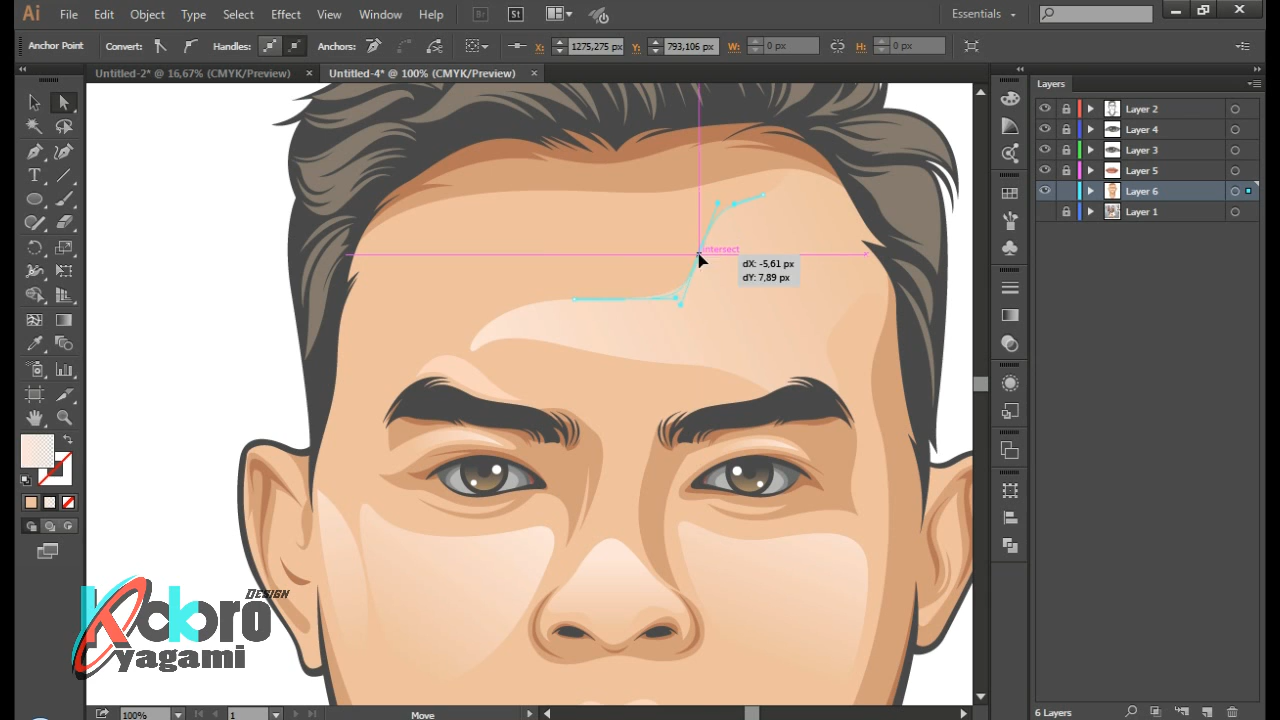 Ai File Edit Object Type Select Effect View Window Help Br St Essentials
Anchor Point Convert: Handles: Anchors: X: 1275,275 px Y: 793,106 px W: 0 px H: 0 px
Untitled-2* @ 16,67% (CMYK/Preview) × Untitled-4* @ 100% (CMYK/Preview) ×
Layers
Layer 2
Layer 4
Layer 3
Layer 5
Layer 6
Layer 1
intersect
dX: -5,61 px
dY: 7,89 px
Design
Kokoro
yagami
100% 1 Move 6 Layers